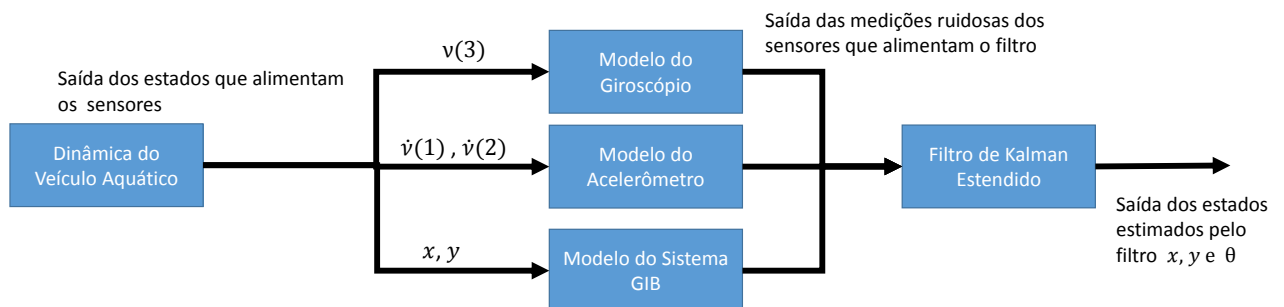 Saída dos estados que alimentam
os sensores
Dinâmica do
Veículo Aquático
ν(3)
ν̇(1) , ν̇(2)
x, y
Modelo do
Giroscópio
Modelo do
Acelerômetro
Modelo do Sistema
GIB
Saída das medições ruidosas dos
sensores que alimentam o filtro
Filtro de Kalman
Estendido
Saída dos estados
estimados pelo
filtro x, y e θ